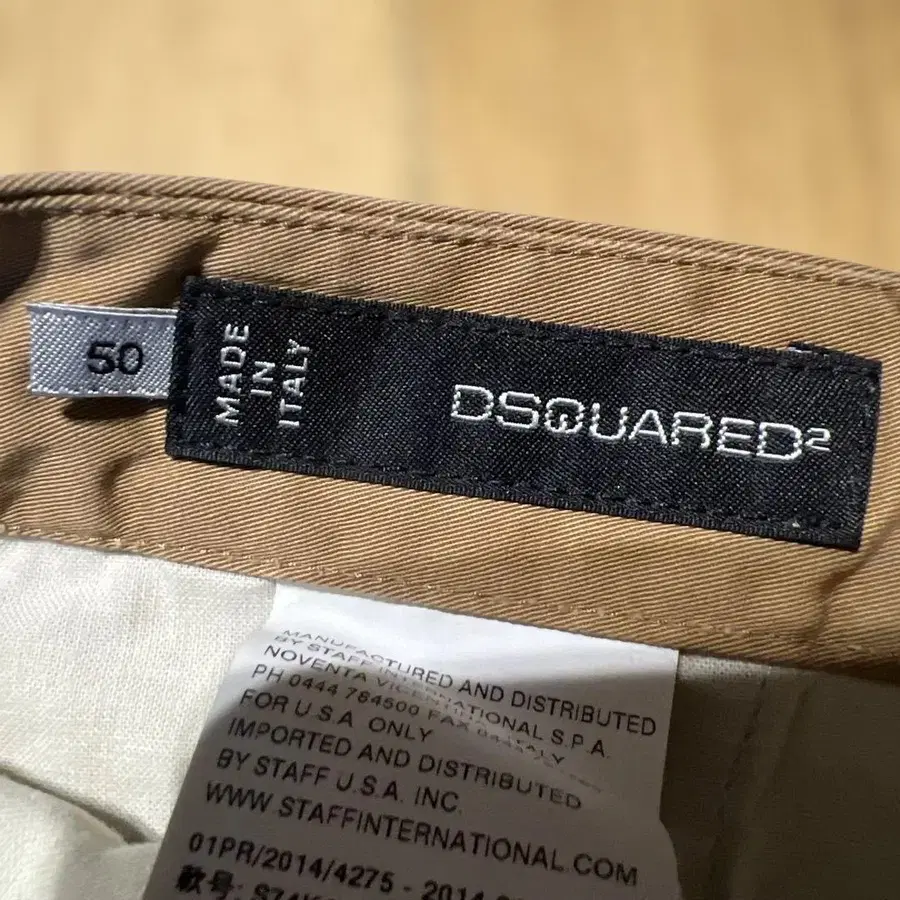 50
MADE
IN
ITALY
DSQUARED2
MANUFACTURED AND DISTRIBUTED
BY STAFF INTERNATIONAL S.P.A.
NOVENTA ITALY
PH 0444 784500 FAX
FOR U.S.A. ONLY
IMPORTED AND DISTRIBUTED
BY STAFF U.S.A. INC.
WWW STAFFINTERNATIONAL.COM
01PR/2014/4275 - 2014
款号: